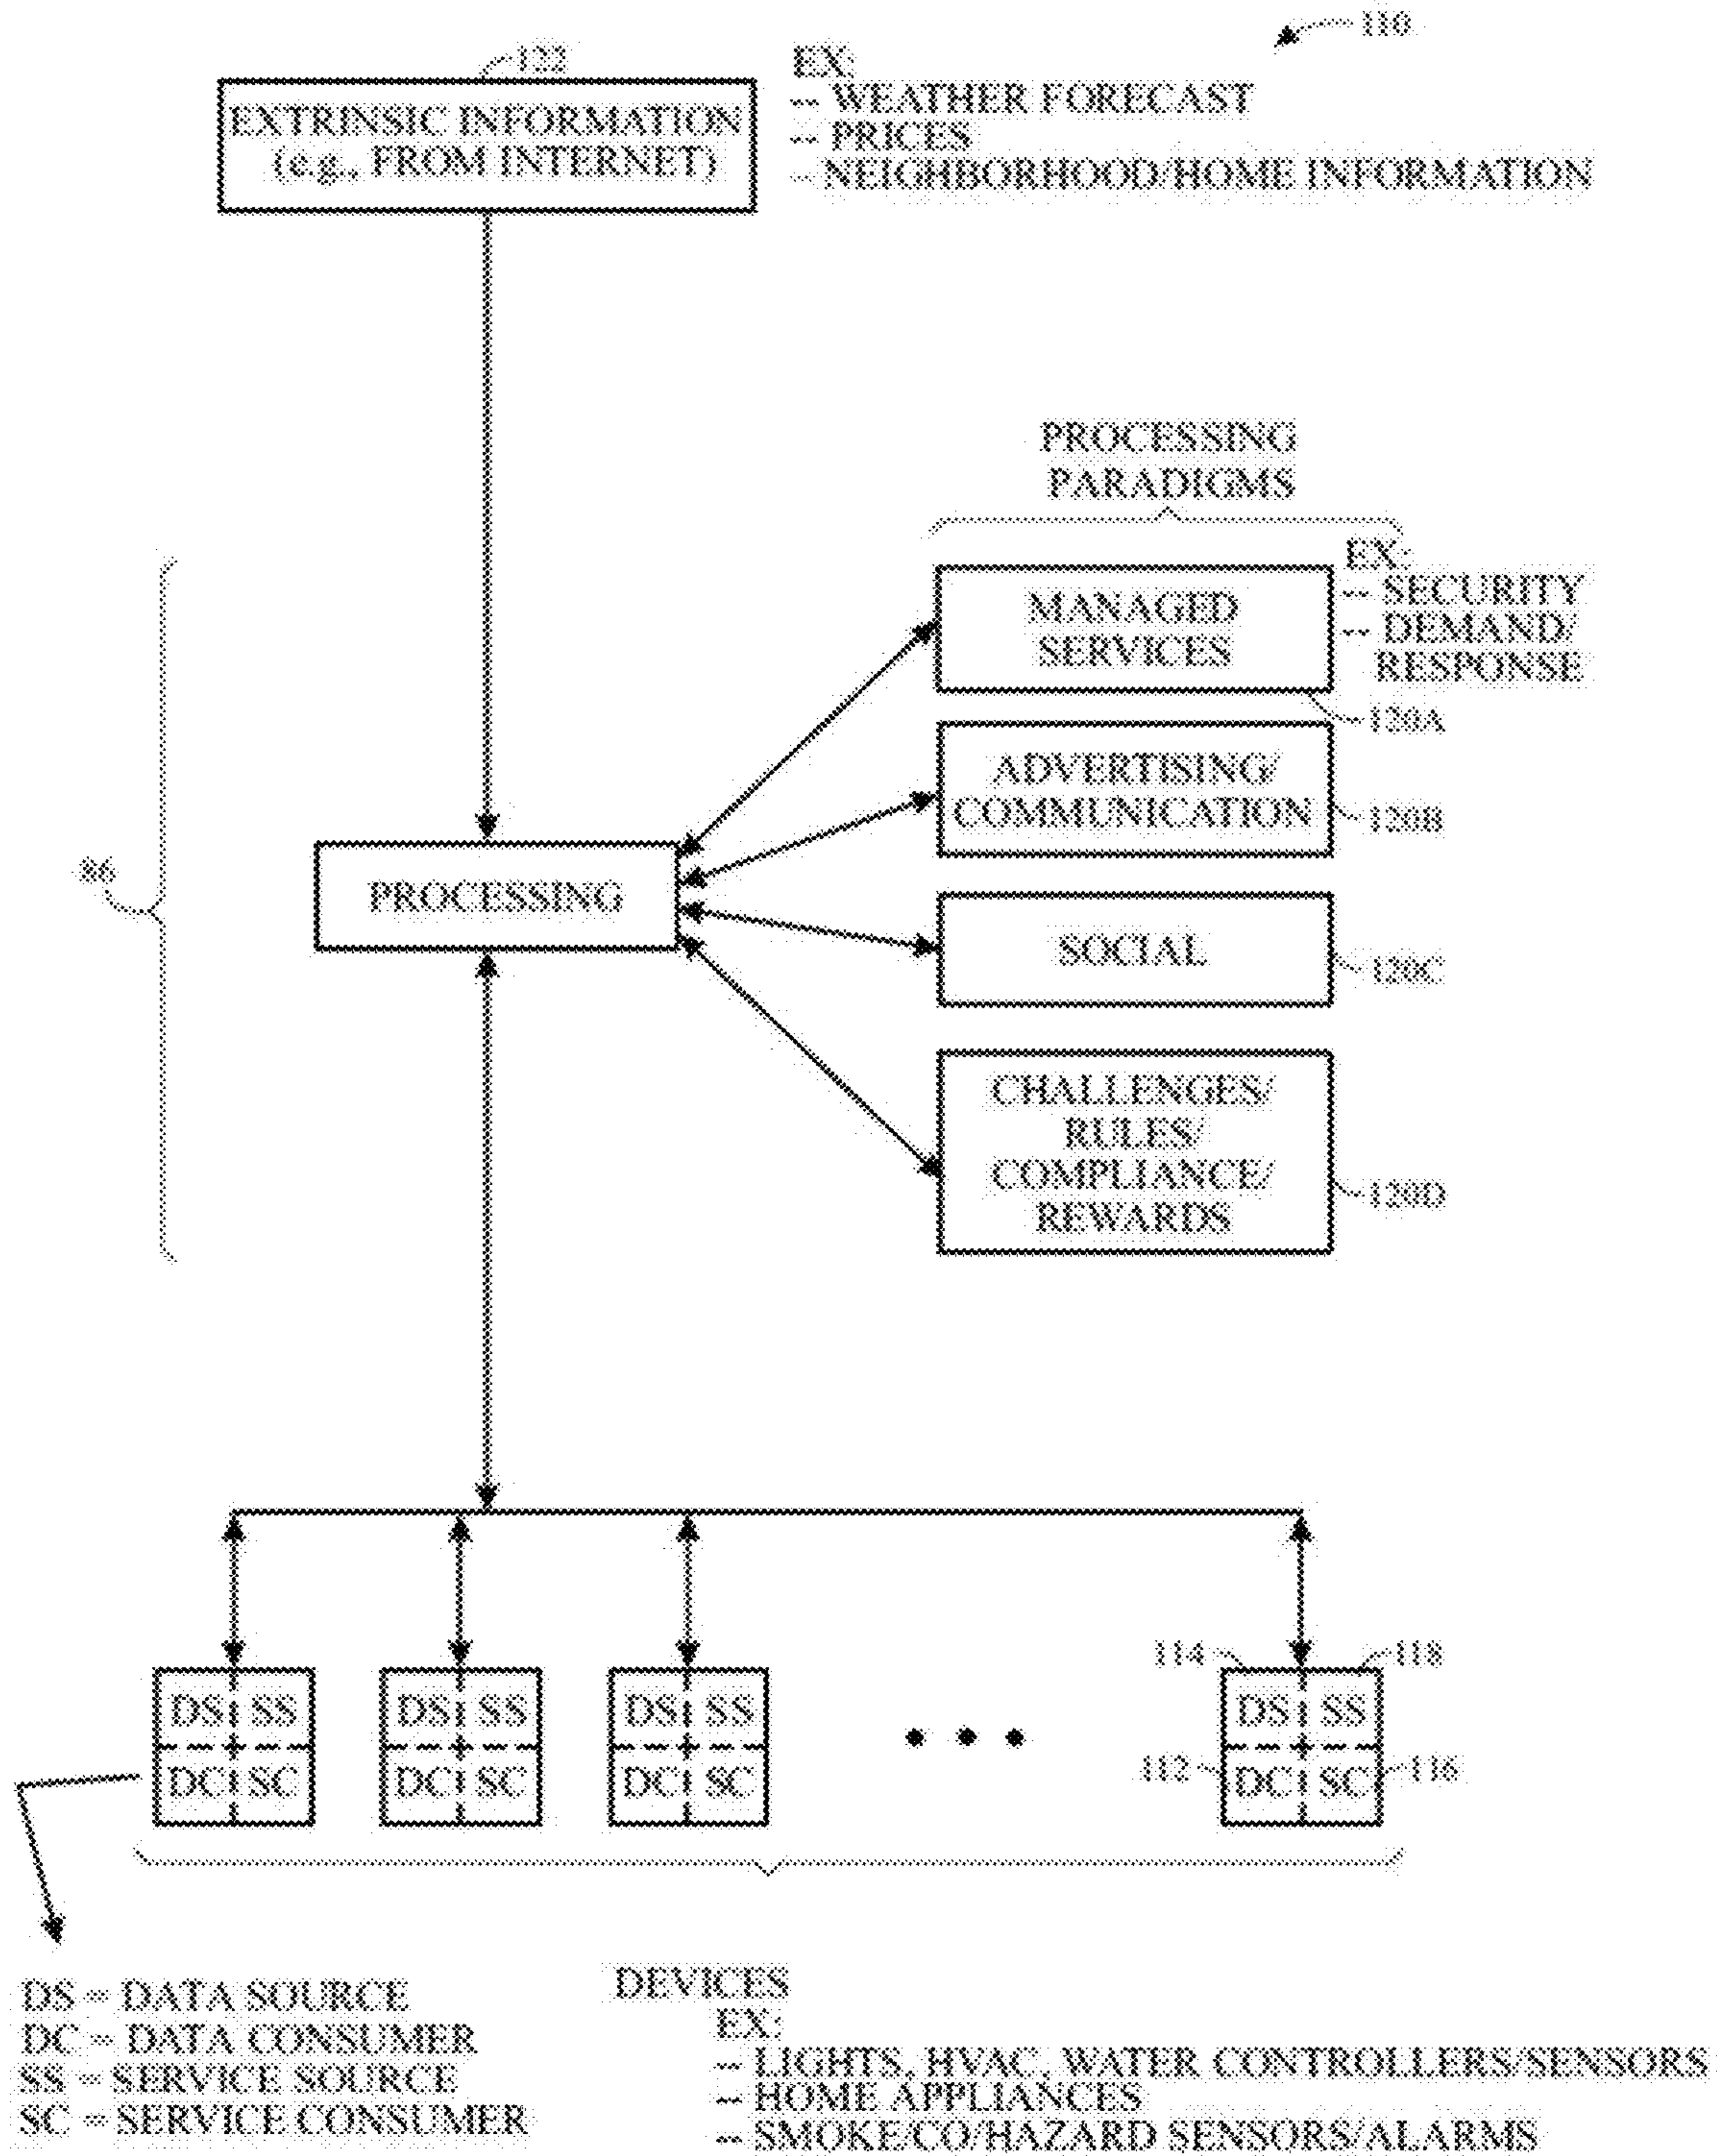 110
122
EXTRINSIC INFORMATION
(e.g., FROM INTERNET)
EX:
-- WEATHER FORECAST
-- PRICES
-- NEIGHBORHOOD/HOME INFORMATION
PROCESSING
PARADIGMS
MANAGED
SERVICES
EX:
-- SECURITY
-- DEMAND/
RESPONSE
120A
ADVERTISING/
COMMUNICATION
120B
86
PROCESSING
SOCIAL
120C
CHALLENGES/
RULES/
COMPLIANCE/
REWARDS
120D
114
118
DS SS
DC SC
DS SS
DC SC
DS SS
DC SC
• • •
DS SS
DC SC
112
116
DS = DATA SOURCE
DC = DATA CONSUMER
SS = SERVICE SOURCE
SC = SERVICE CONSUMER
DEVICES
EX:
-- LIGHTS, HVAC, WATER CONTROLLERS/SENSORS
-- HOME APPLIANCES
-- SMOKE/CO/HAZARD SENSORS/ALARMS